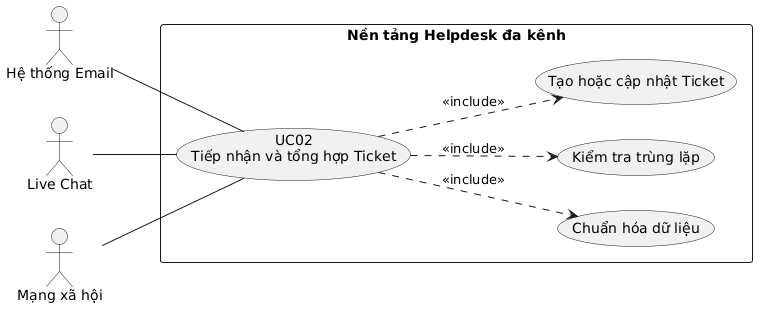 Nền tảng Helpdesk đa kênh
Hệ thống Email
Live Chat
Mạng xã hội
UC02
Tiếp nhận và tổng hợp Ticket
«include»
«include»
«include»
Tạo hoặc cập nhật Ticket
Kiểm tra trùng lặp
Chuẩn hóa dữ liệu